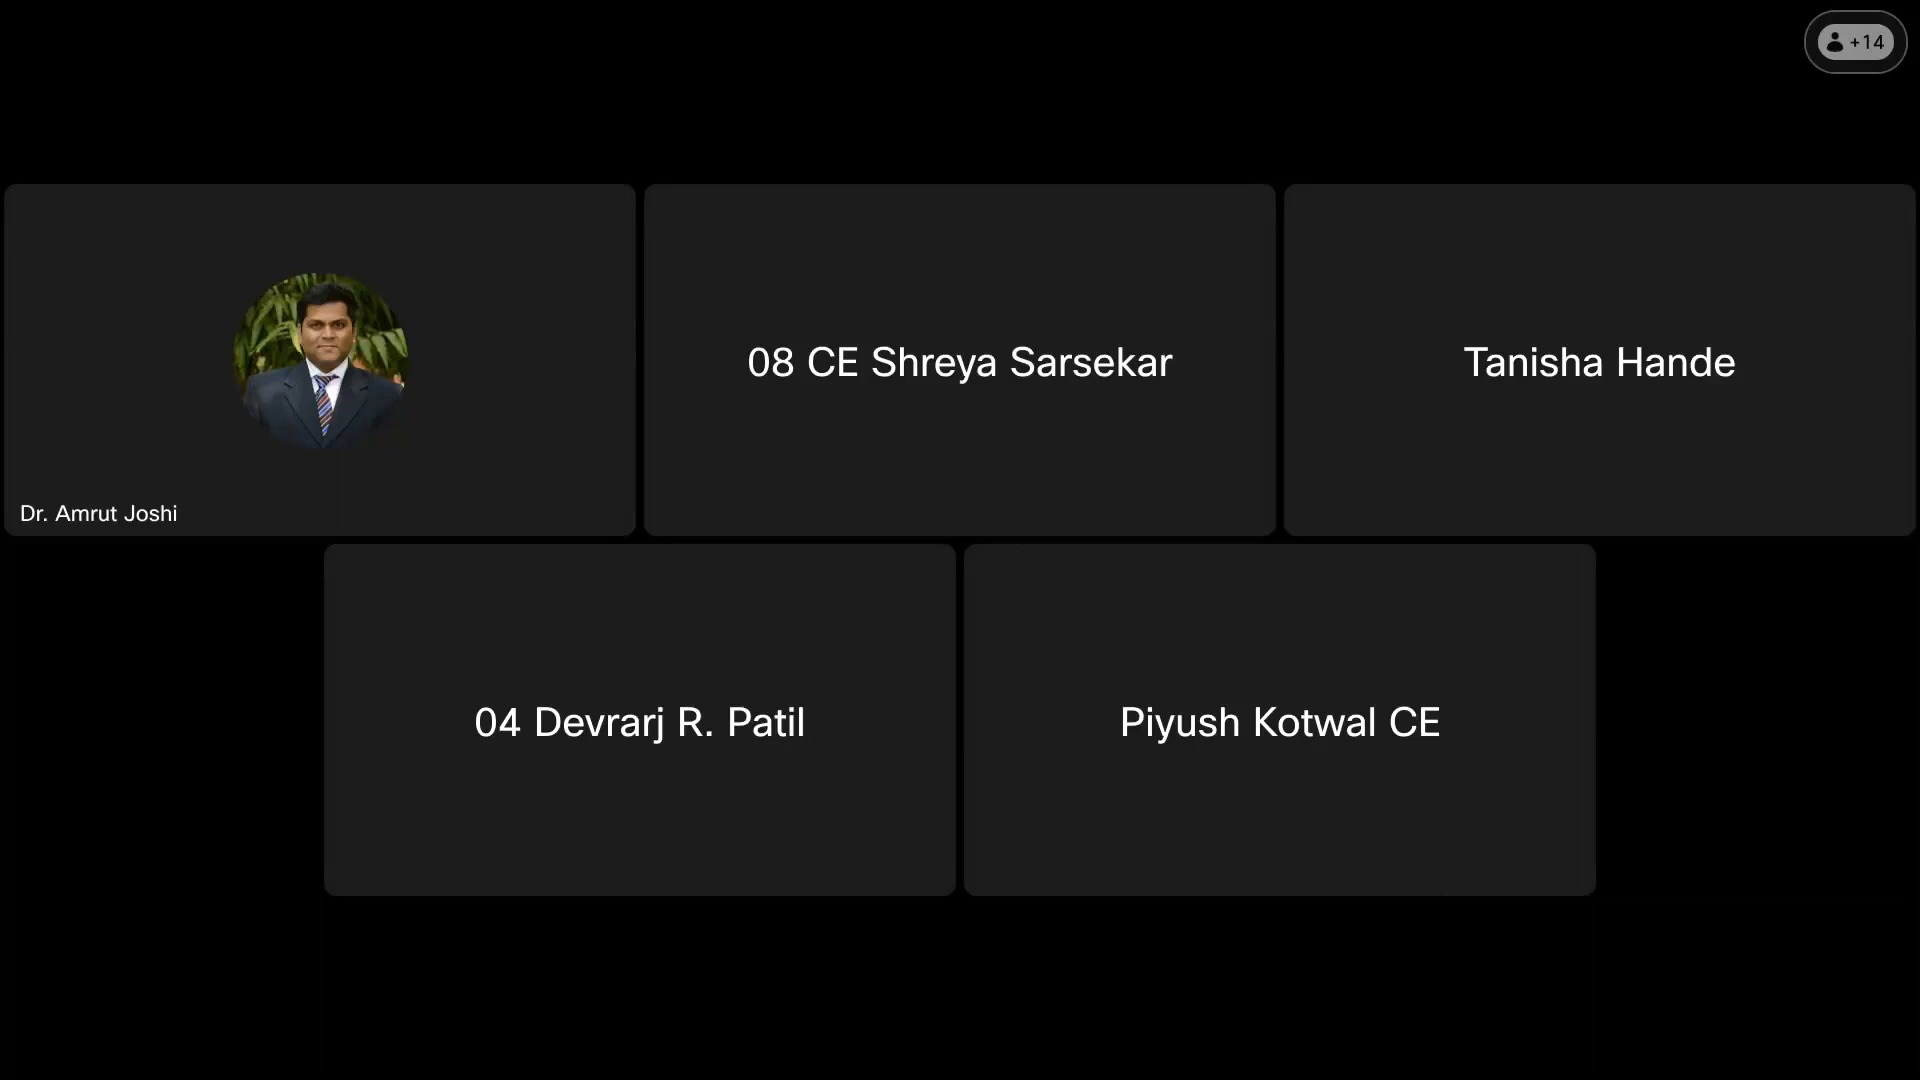 +14
08 CE Shreya Sarsekar
Tanisha Hande
Dr. Amrut Joshi
04 Devrarj R. Patil
Piyush Kotwal CE